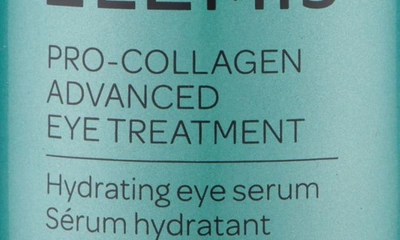 PRO-COLLAGEN
ADVANCED
EYE TREATMENT
Hydrating eye serum
Sérum hydratant